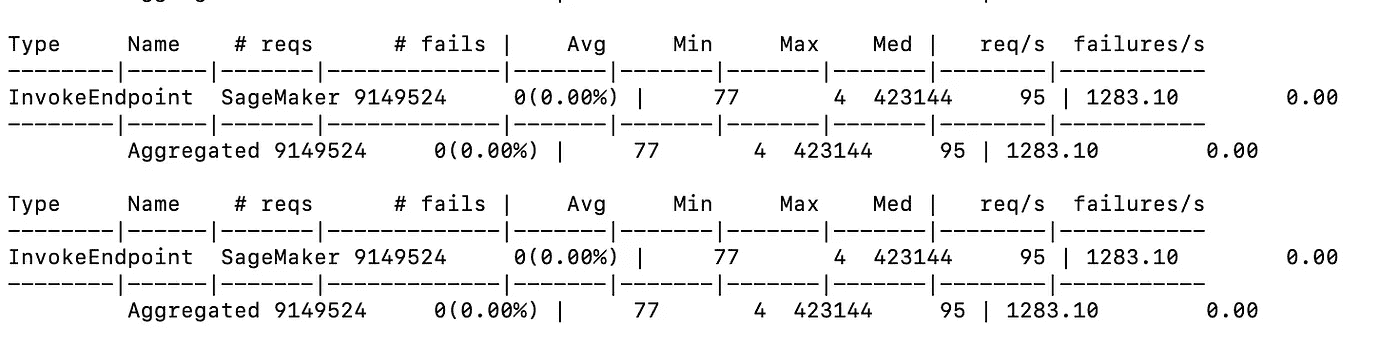 Type     Name    # reqs      # fails |    Avg     Min     Max    Med |   req/s  failures/s
--------|------|-------|-------------|-------|-------|-------|-------|--------|-----------
InvokeEndpoint  SageMaker 9149524     0(0.00%) |     77       4  423144     95 | 1283.10        0.00
--------|------|-------|-------------|-------|-------|-------|-------|--------|-----------
         Aggregated 9149524     0(0.00%) |     77       4  423144     95 | 1283.10        0.00

Type     Name    # reqs      # fails |    Avg     Min     Max    Med |   req/s  failures/s
--------|------|-------|-------------|-------|-------|-------|-------|--------|-----------
InvokeEndpoint  SageMaker 9149524     0(0.00%) |     77       4  423144     95 | 1283.10        0.00
--------|------|-------|-------------|-------|-------|-------|-------|--------|-----------
         Aggregated 9149524     0(0.00%) |     77       4  423144     95 | 1283.10        0.00